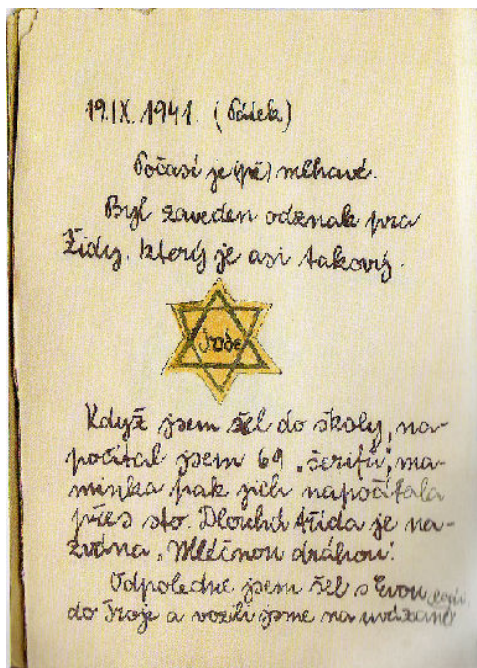 19.IX. 1941. (Pátek)
Počasí je mlhavé.
Byl zaveden odznak pro
Židy, který je asi takový.
Jude
Když jsem šel do školy, na-
počítal jsem 69 „šerifů", ma-
minka pak jich napočítala
přes sto. Dlouhá třída je na-
zvána „Mléčnou dráhou".
Odpoledne jsem šel s Evou
do Troje a vozili jsme na